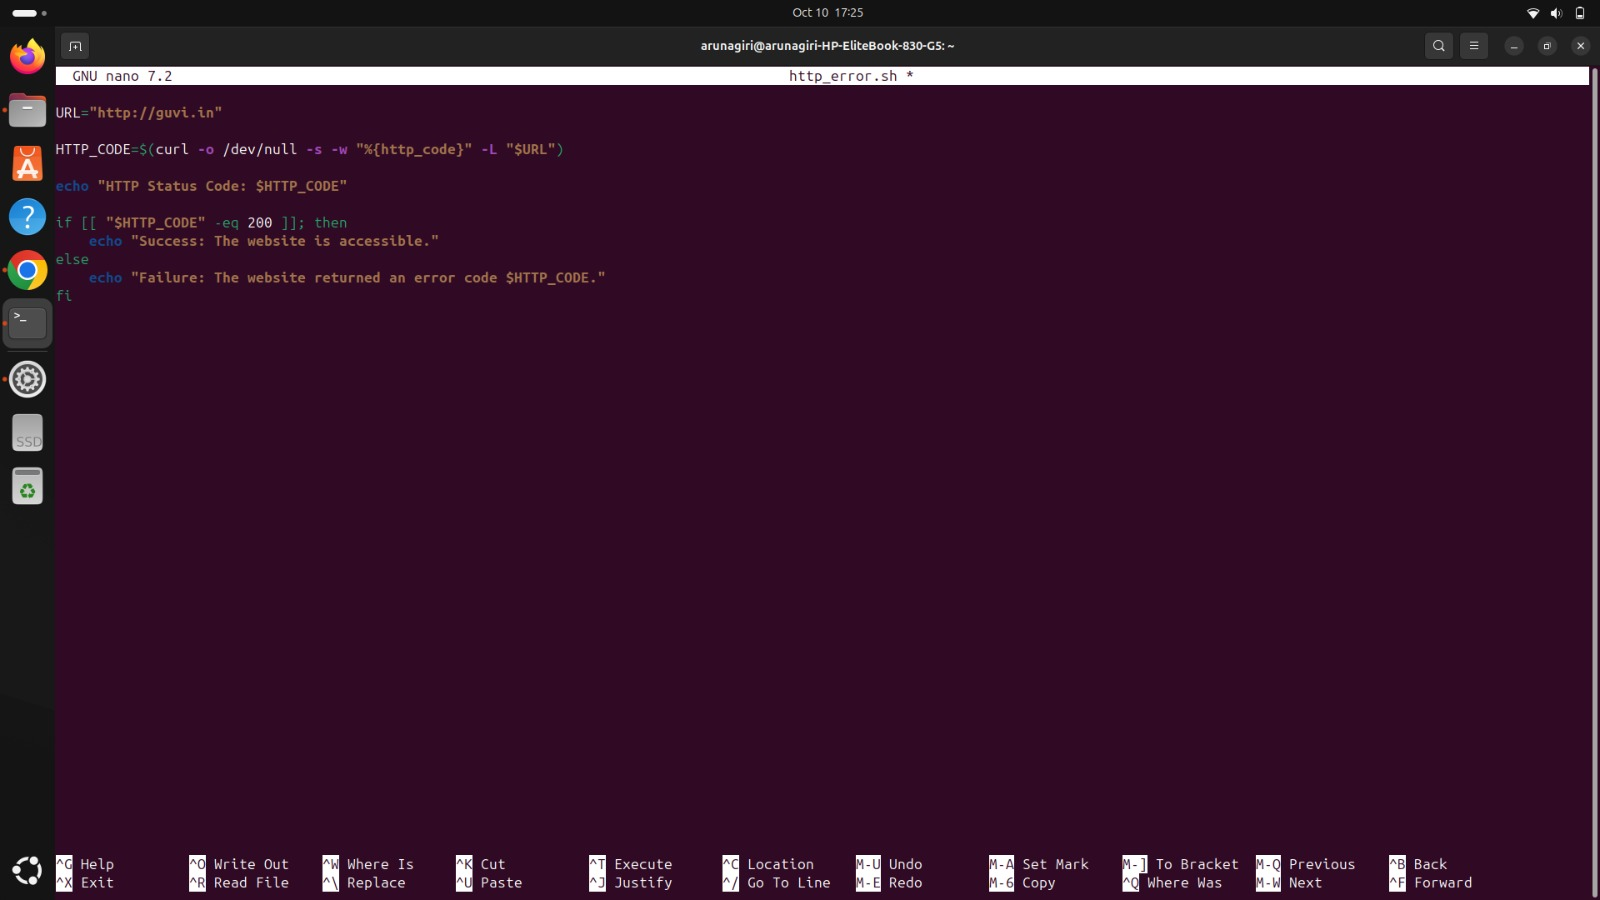 Oct 10 17:25
arunagiri@arunagiri-HP-EliteBook-830-G5: ~
GNU nano 7.2 http_error.sh *
URL="http://guvi.in"
HTTP_CODE=$(curl -o /dev/null -s -w "%{http_code}" -L "$URL")
echo "HTTP Status Code: $HTTP_CODE"
if [[ "$HTTP_CODE" -eq 200 ]]; then
    echo "Success: The website is accessible."
else
    echo "Failure: The website returned an error code $HTTP_CODE."
fi
SSD
^G Help ^O Write Out ^W Where Is ^K Cut ^T Execute ^C Location M-U Undo M-A Set Mark M-] To Bracket M-Q Previous ^B Back
^X Exit ^R Read File ^\ Replace ^U Paste ^J Justify ^/ Go To Line M-E Redo M-6 Copy ^Q Where Was M-W Next ^F Forward